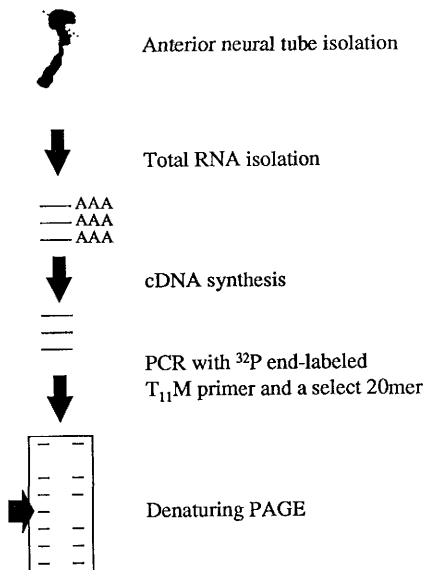 Anterior neural tube isolation
Total RNA isolation
AAA
AAA
AAA
cDNA synthesis
PCR with ³²P end-labeled
T₁₁M primer and a select 20mer
Denaturing PAGE